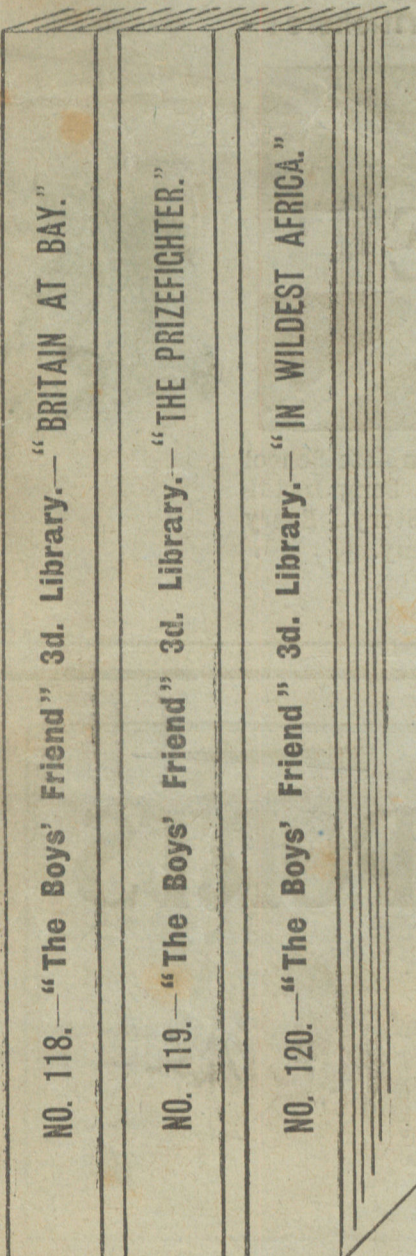 NO. 118.—"The Boys' Friend" 3d. Library.—"BRITAIN AT BAY."
NO. 119.—"The Boys' Friend" 3d. Library.—"THE PRIZEFIGHTER."
NO. 120.—"The Boys' Friend" 3d. Library.—"IN WILDEST AFRICA."